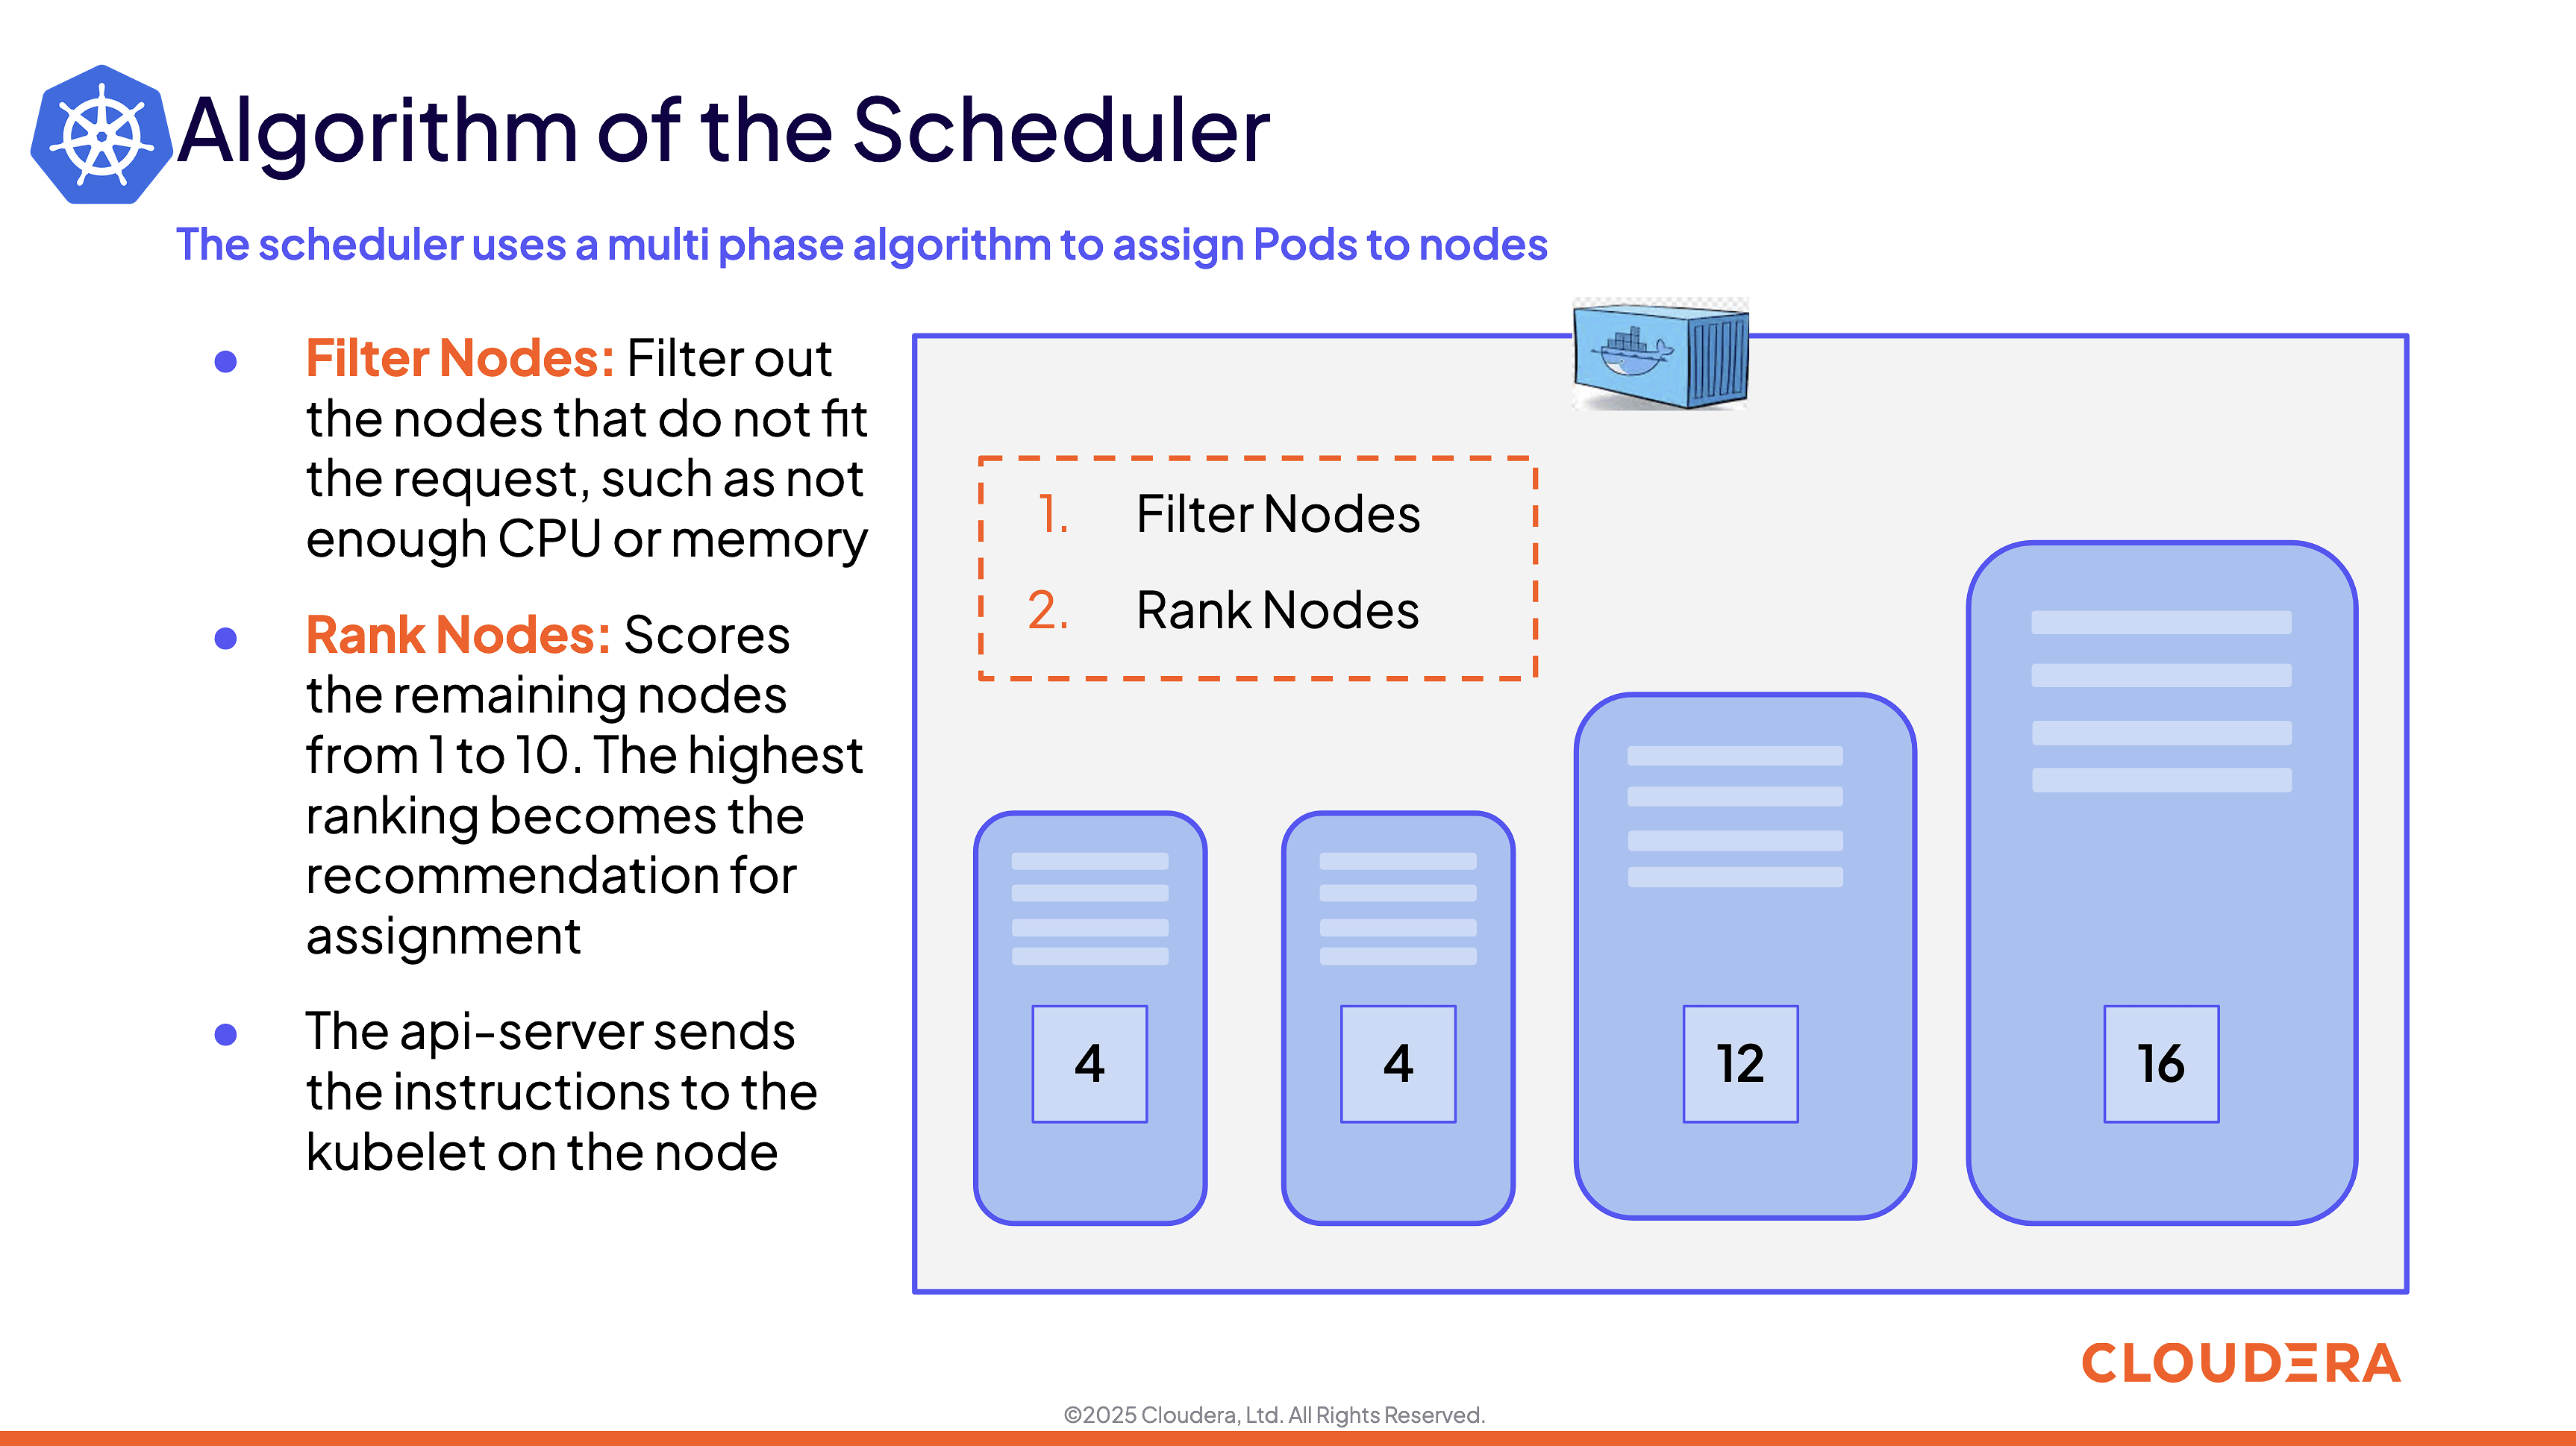 Algorithm of the Scheduler
The scheduler uses a multi phase algorithm to assign Pods to nodes
● Filter Nodes: Filter out
the nodes that do not fit
the request, such as not
enough CPU or memory
● Rank Nodes: Scores
the remaining nodes
from 1 to 10. The highest
ranking becomes the
recommendation for
assignment
● The api-server sends
the instructions to the
kubelet on the node
1. Filter Nodes
2. Rank Nodes
4
4
12
16
CLOUDERA
©2025 Cloudera, Ltd. All Rights Reserved.